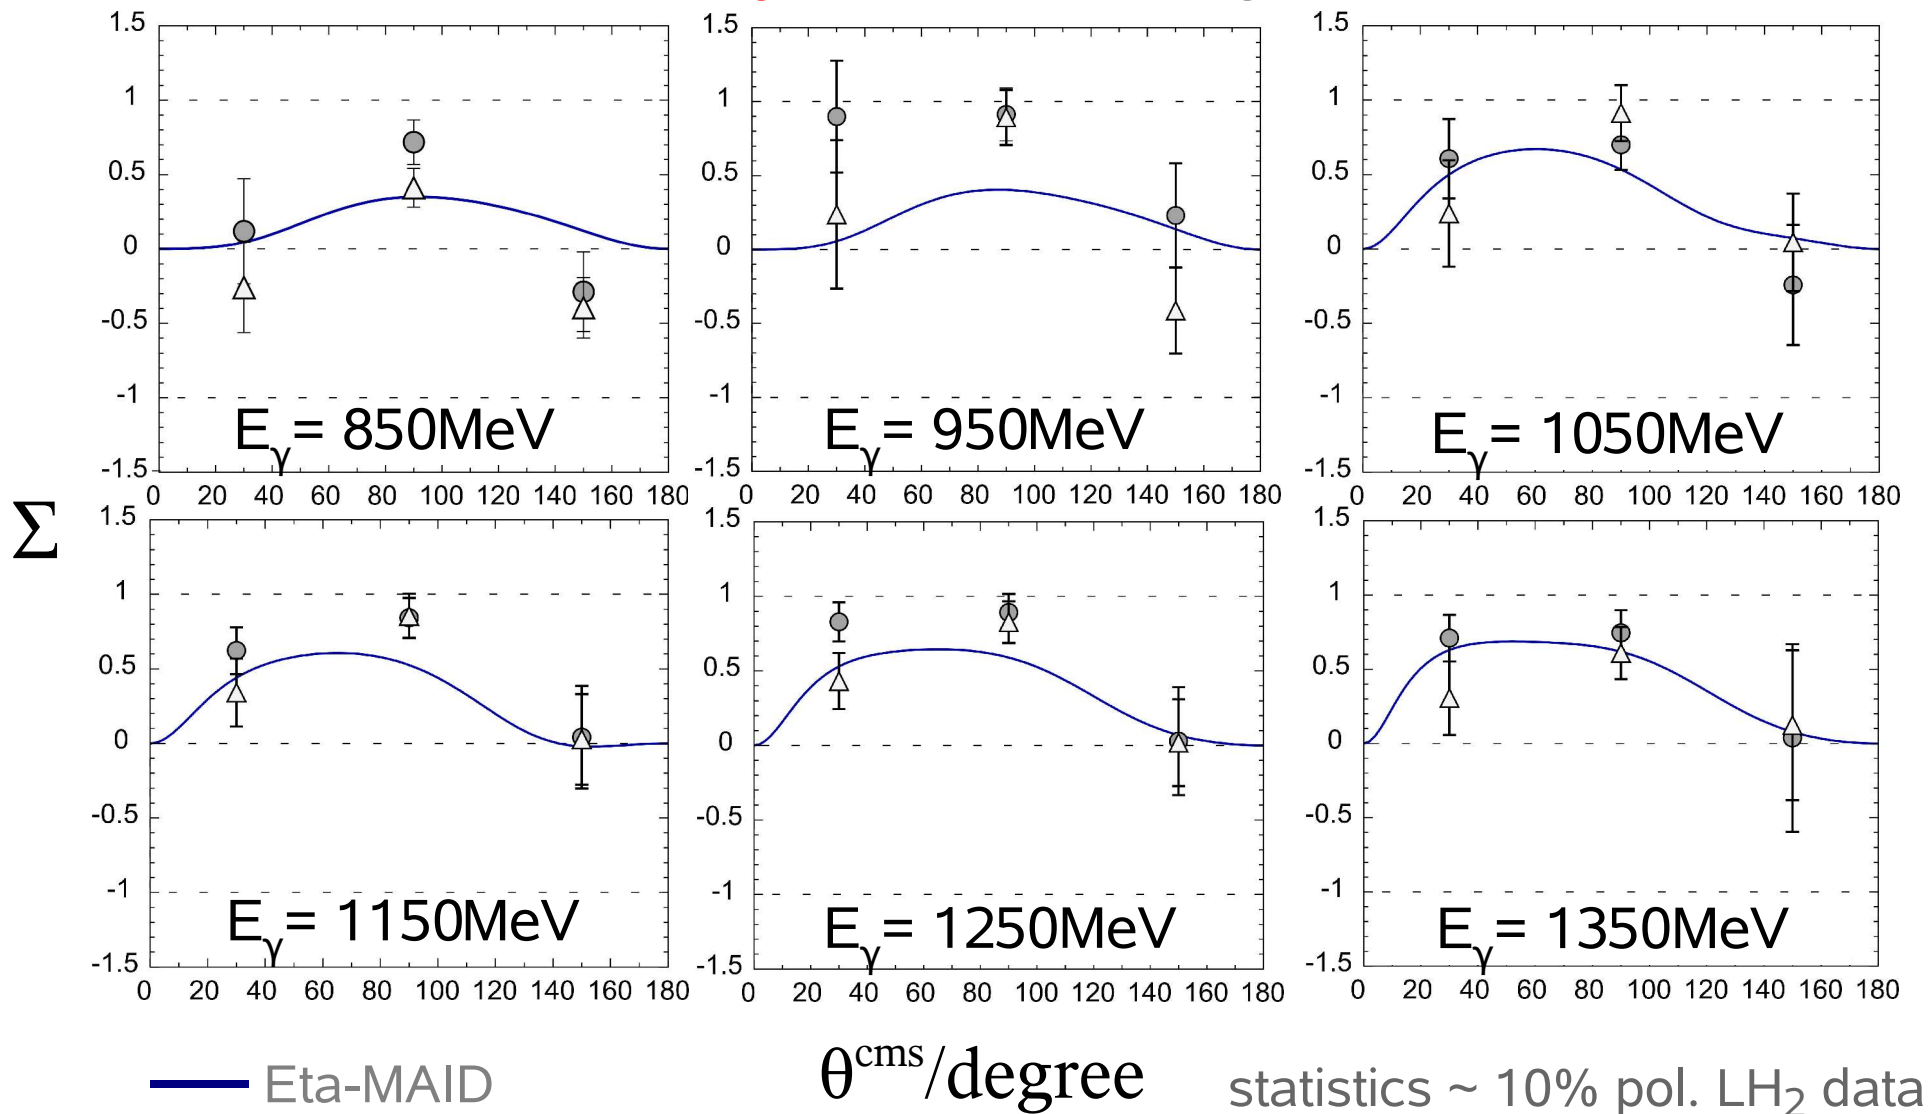 1.5 1 0.5 0 -0.5 -1 -1.5
0 20 40 60 80 100 120 140 160 180
Eγ= 850MeV
1.5 1 0.5 0 -0.5 -1 -1.5
0 20 40 60 80 100 120 140 160 180
Eγ= 950MeV
1.5 1 0.5 0 -0.5 -1 -1.5
0 20 40 60 80 100 120 140 160 180
Eγ= 1050MeV
Σ
1.5 1 0.5 0 -0.5 -1 -1.5
0 20 40 60 80 100 120 140 160 180
Eγ= 1150MeV
1.5 1 0.5 0 -0.5 -1 -1.5
0 20 40 60 80 100 120 140 160 180
Eγ= 1250MeV
1.5 1 0.5 0 -0.5 -1 -1.5
0 20 40 60 80 100 120 140 160 180
Eγ= 1350MeV
Eta-MAID
θcms/degree
statistics ~ 10% pol. LH2 data